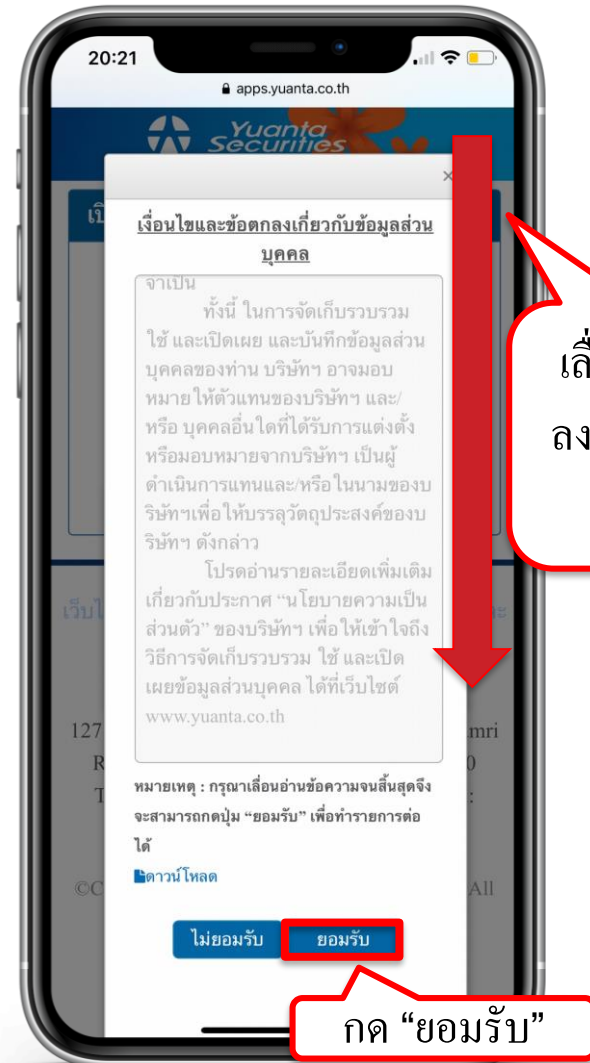 20:21
apps.yuanta.co.th
Yuanta
Securities
×
เงื่อนไขและข้อตกลงเกี่ยวกับข้อมูลส่วน
บุคคล
จำเป็น
ทั้งนี้ ในการจัดเก็บรวบรวม
ใช้ และเปิดเผย และบันทึกข้อมูลส่วน
บุคคลของท่าน บริษัทฯ อาจมอบ
หมายให้ตัวแทนของบริษัทฯ และ/
หรือ บุคคลอื่นใดที่ได้รับการแต่งตั้ง
หรือมอบหมายจากบริษัทฯ เป็นผู้
ดำเนินการแทนและ/หรือในนามของบ
ริษัทฯเพื่อให้บรรลุวัตถุประสงค์ของบ
ริษัทฯ ดังกล่าว
โปรดอ่านรายละเอียดเพิ่มเติม
เกี่ยวกับประกาศ “นโยบายความเป็น
ส่วนตัว” ของบริษัทฯ เพื่อให้เข้าใจถึง
วิธีการจัดเก็บรวบรวม ใช้ และเปิด
เผยข้อมูลส่วนบุคคล ได้ที่เว็บไซต์
www.yuanta.co.th
หมายเหตุ : กรุณาเลื่อนอ่านข้อความจนสิ้นสุดจึง
จะสามารถกดปุ่ม “ยอมรับ” เพื่อทำรายการต่อ
ได้
ดาวน์โหลด
ไม่ยอมรับ ยอมรับ
กด “ยอมรับ”
เลื่
ลง
127 mri
R 0
T :
©C All